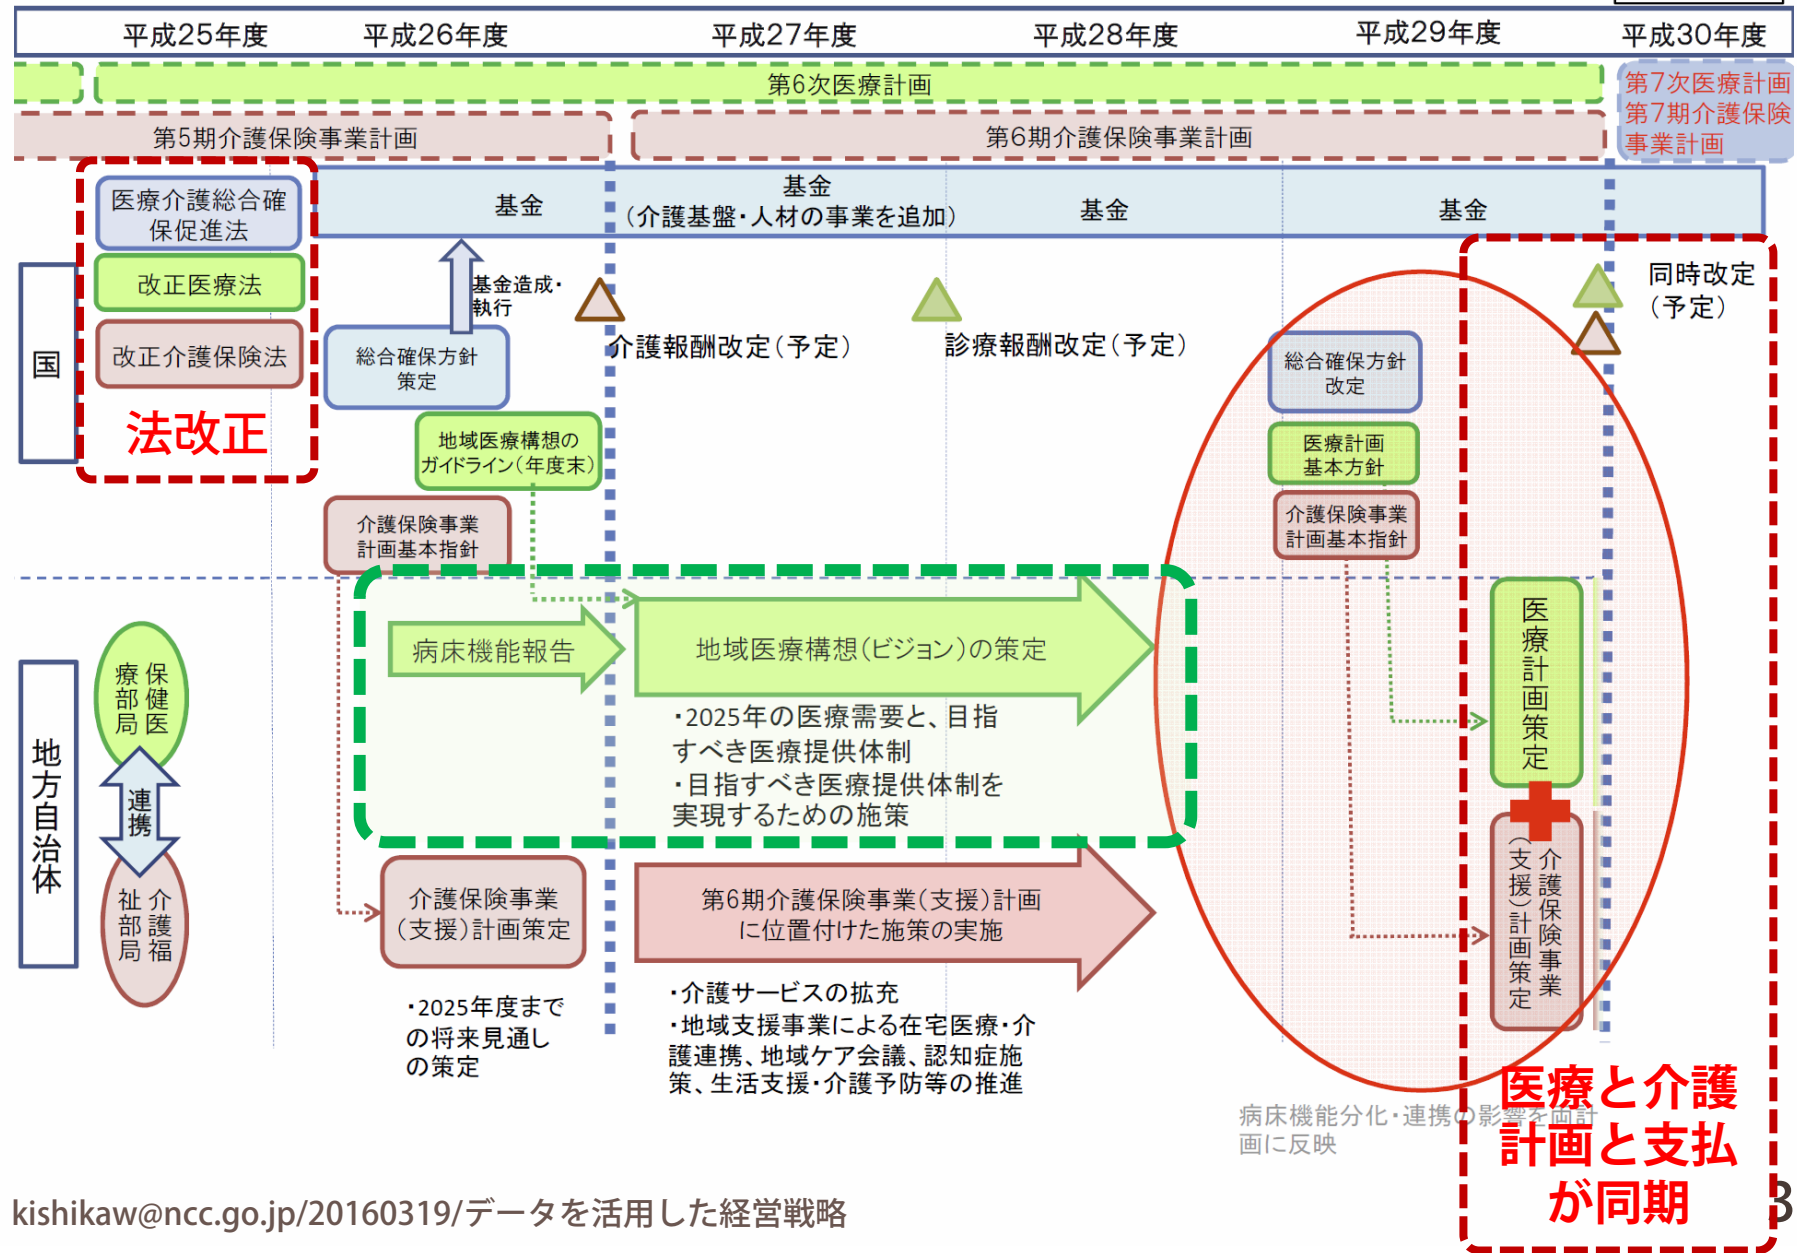 平成25年度
平成26年度
平成27年度
平成28年度
平成29年度
平成30年度
第6次医療計画
第7次医療計画
第7期介護保険
事業計画
第5期介護保険事業計画
第6期介護保険事業計画
医療介護総合確
保促進法
改正医療法
改正介護保険法
法改正
基金
基金
（介護基盤・人材の事業を追加）
基金
基金
国
基金造成・
執行
総合確保方針
策定
介護報酬改定（予定）
診療報酬改定（予定）
同時改定
（予定）
地域医療構想の
ガイドライン（年度末）
介護保険事業
計画基本指針
総合確保方針
改定
医療計画
基本方針
介護保険事業
計画基本指針
地方自治体
保健医
療部局
連携
介護福
祉部局
病床機能報告
地域医療構想（ビジョン）の策定
・2025年の医療需要と、目指
すべき医療提供体制
・目指すべき医療提供体制を
実現するための施策
介護保険事業
（支援）計画策定
・2025年度まで
の将来見通し
の策定
第6期介護保険事業（支援）計画
に位置付けた施策の実施
・介護サービスの拡充
・地域支援事業による在宅医療・介
護連携、地域ケア会議、認知症施
策、生活支援・介護予防等の推進
医療計画策定
介護保険事業
（支援）計画策定
病床機能分化・連携の影響を両計
画に反映
医療と介護
計画と支払
が同期
kishikaw@ncc.go.jp/20160319/データを活用した経営戦略
3